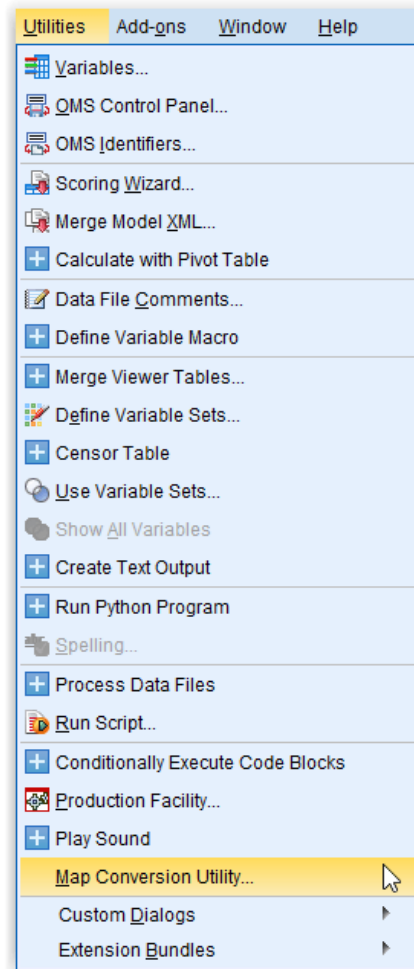 Utilities Add-ons Window Help
Variables...
OMS Control Panel...
OMS Identifiers...
Scoring Wizard...
Merge Model XML...
Calculate with Pivot Table
Data File Comments...
Define Variable Macro
Merge Viewer Tables...
Define Variable Sets...
Censor Table
Use Variable Sets...
Show All Variables
Create Text Output
Run Python Program
Spelling...
Process Data Files
Run Script...
Conditionally Execute Code Blocks
Production Facility...
Play Sound
Map Conversion Utility...
Custom Dialogs
Extension Bundles